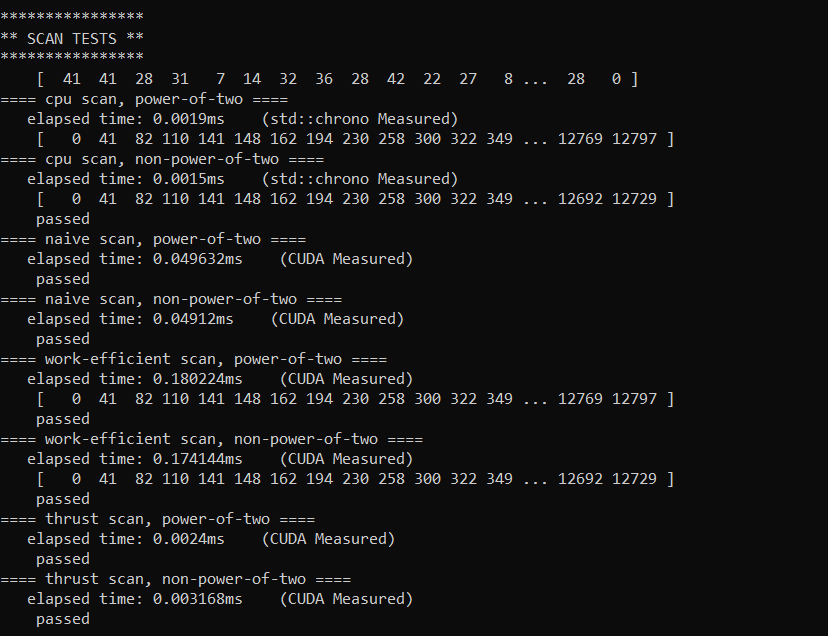 ****************
** SCAN TESTS **
****************
    [  41  41  28  31   7  14  32  36  28  42  22  27   8 ...  28   0 ]
==== cpu scan, power-of-two ====
   elapsed time: 0.0019ms    (std::chrono Measured)
    [   0  41  82 110 141 148 162 194 230 258 300 322 349 ... 12769 12797 ]
==== cpu scan, non-power-of-two ====
   elapsed time: 0.0015ms    (std::chrono Measured)
    [   0  41  82 110 141 148 162 194 230 258 300 322 349 ... 12692 12729 ]
    passed
==== naive scan, power-of-two ====
   elapsed time: 0.049632ms    (CUDA Measured)
    passed
==== naive scan, non-power-of-two ====
   elapsed time: 0.04912ms    (CUDA Measured)
    passed
==== work-efficient scan, power-of-two ====
   elapsed time: 0.180224ms    (CUDA Measured)
    [   0  41  82 110 141 148 162 194 230 258 300 322 349 ... 12769 12797 ]
    passed
==== work-efficient scan, non-power-of-two ====
   elapsed time: 0.174144ms    (CUDA Measured)
    [   0  41  82 110 141 148 162 194 230 258 300 322 349 ... 12692 12729 ]
    passed
==== thrust scan, power-of-two ====
   elapsed time: 0.0024ms    (CUDA Measured)
    passed
==== thrust scan, non-power-of-two ====
   elapsed time: 0.003168ms    (CUDA Measured)
    passed